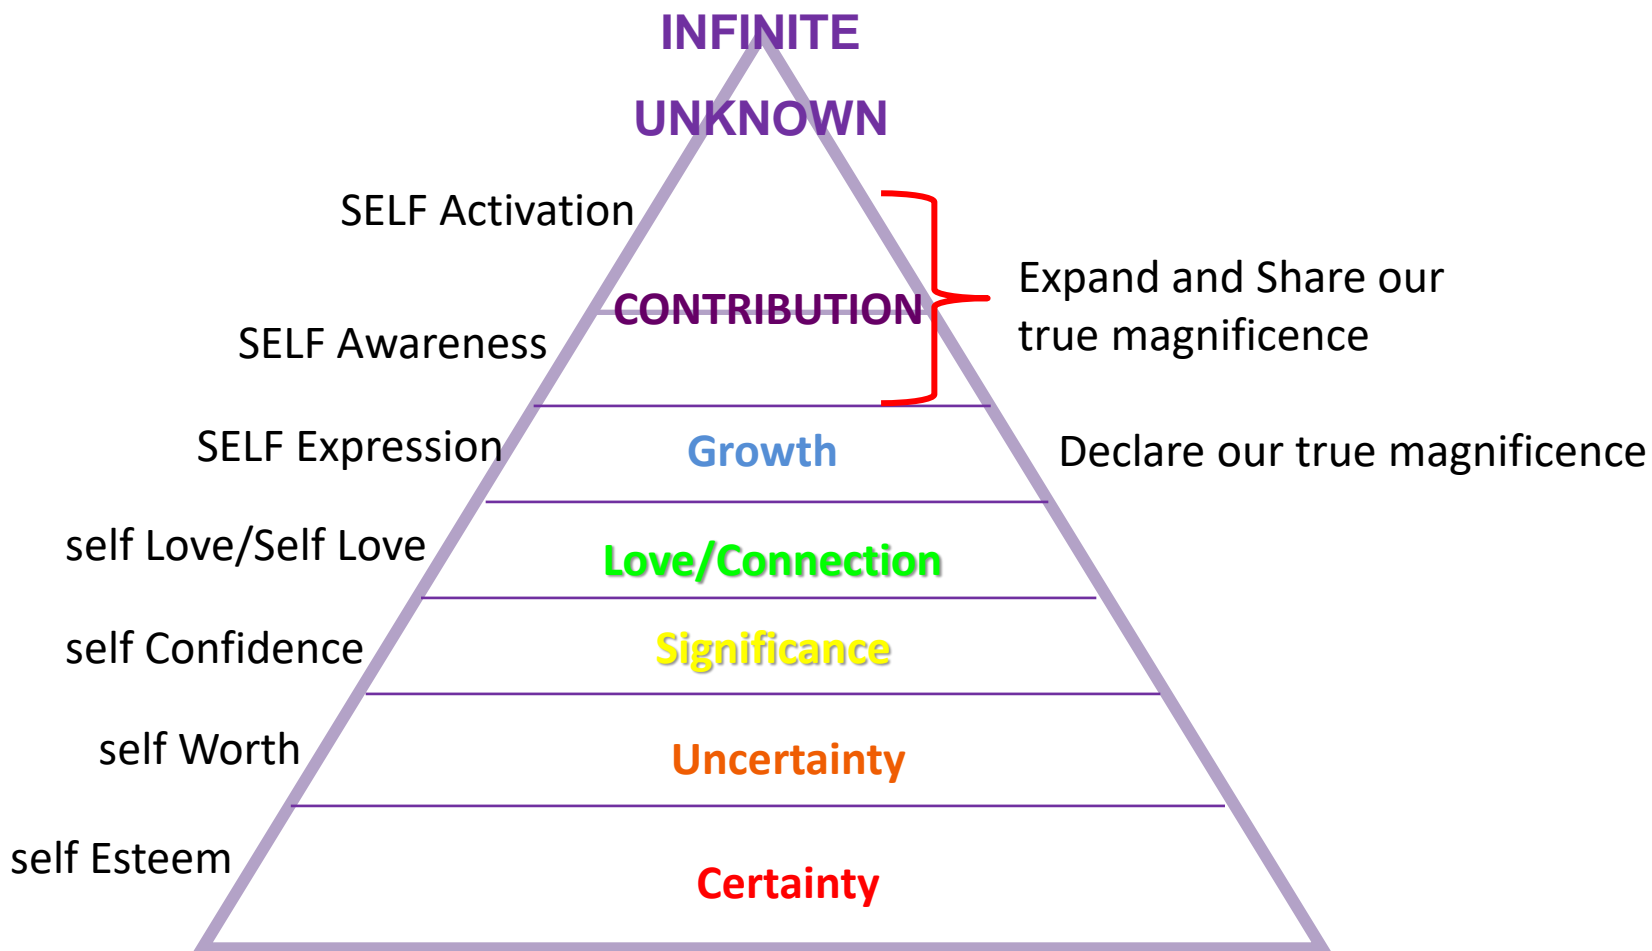 INFINITE
UNKNOWN
SELF Activation
CONTRIBUTION
Expand and Share our
true magnificence
SELF Awareness
SELF Expression
Growth
Declare our true magnificence
self Love/Self Love
Love/Connection
self Confidence
Significance
self Worth
Uncertainty
self Esteem
Certainty